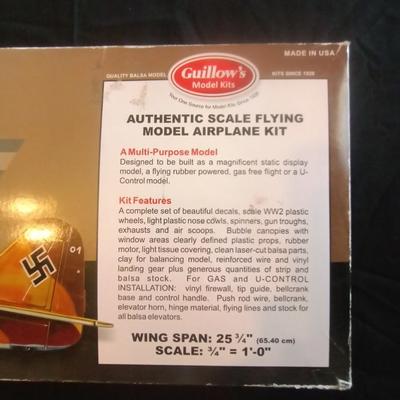 MADE IN USA
QUALITY BALSA MODEL
Guillow's
Model Kits
KITS SINCE 1926
Your One Source for Model Kits Since 1926
AUTHENTIC SCALE FLYING
MODEL AIRPLANE KIT
A Multi-Purpose Model
Designed to be built as a magnificent static display
model, a flying rubber powered, gas free flight or a U-
Control model.
Kit Features
A complete set of beautiful decals, scale WW2 plastic
wheels, light plastic nose cowls, spinners, gun troughs,
exhausts and air scoops. Bubble canopies with
window areas clearly defined plastic props, rubber
motor, light tissue covering, clean laser-cut balsa parts,
clay for balancing model, reinforced wire and vinyl
landing gear plus generous quantities of strip and
balsa stock. For GAS and U-CONTROL
INSTALLATION: vinyl firewall, tip guide, bellcrank
base and control handle. Push rod wire, bellcrank,
elevator horn, hinge material, flying lines and stock for
all balsa elevators.
WING SPAN: 25 ¾" (65.40 cm)
SCALE: ¾" = 1'-0"
01